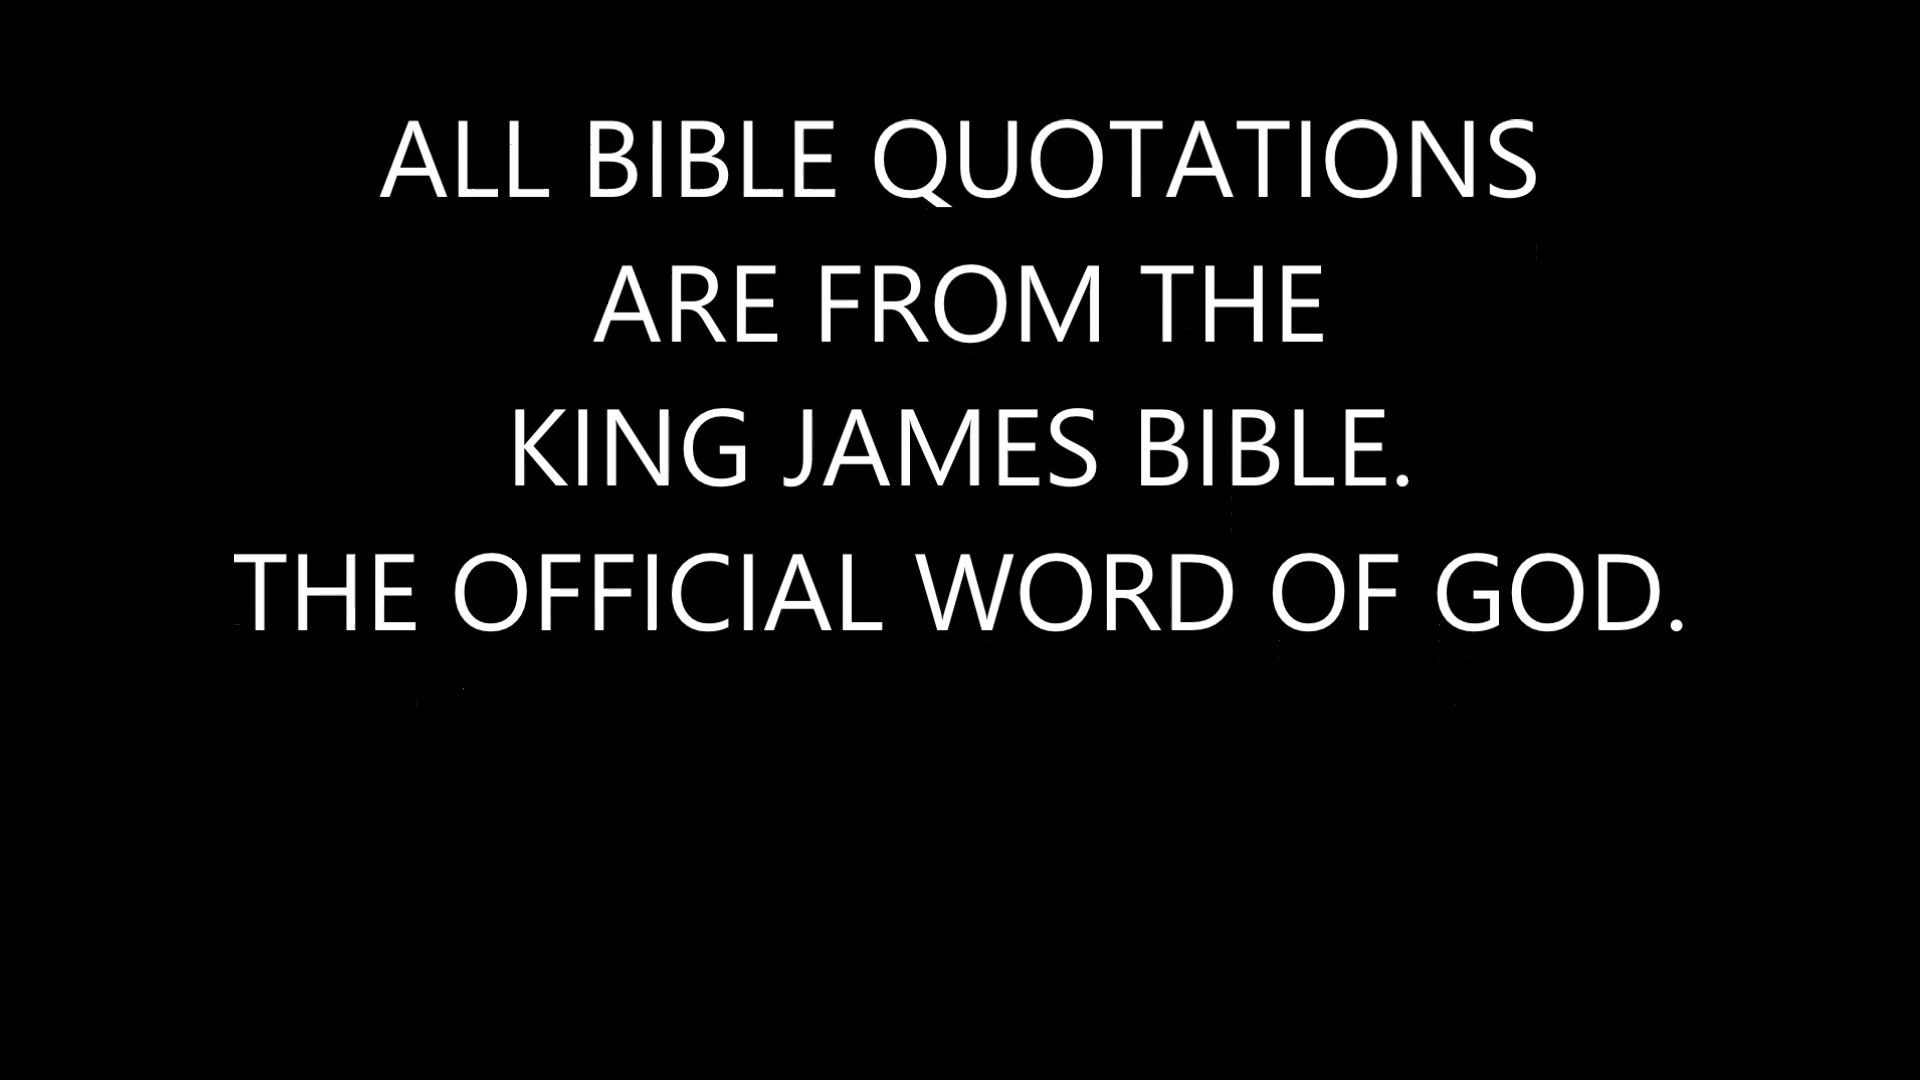 ALL BIBLE QUOTATIONS
ARE FROM THE
KING JAMES BIBLE.
THE OFFICIAL WORD OF GOD.